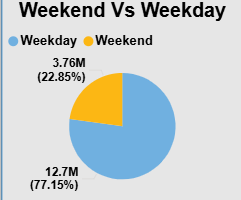 Weekend Vs Weekday
Weekday Weekend
3.76M
(22.85%)
12.7M
(77.15%)